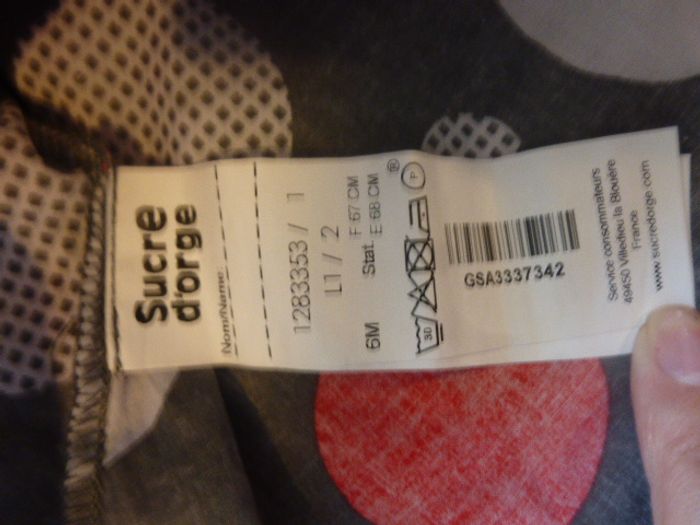 Sucre
d'orge
Nom/Name:
1283353 / 1
L1 / 2
6M
Stat.
F 67 CM
E 68 CM
®
30
P
GSA3337342
Service consommateurs
49450 Villedieu la Blouère
France
www.sucredorge.com